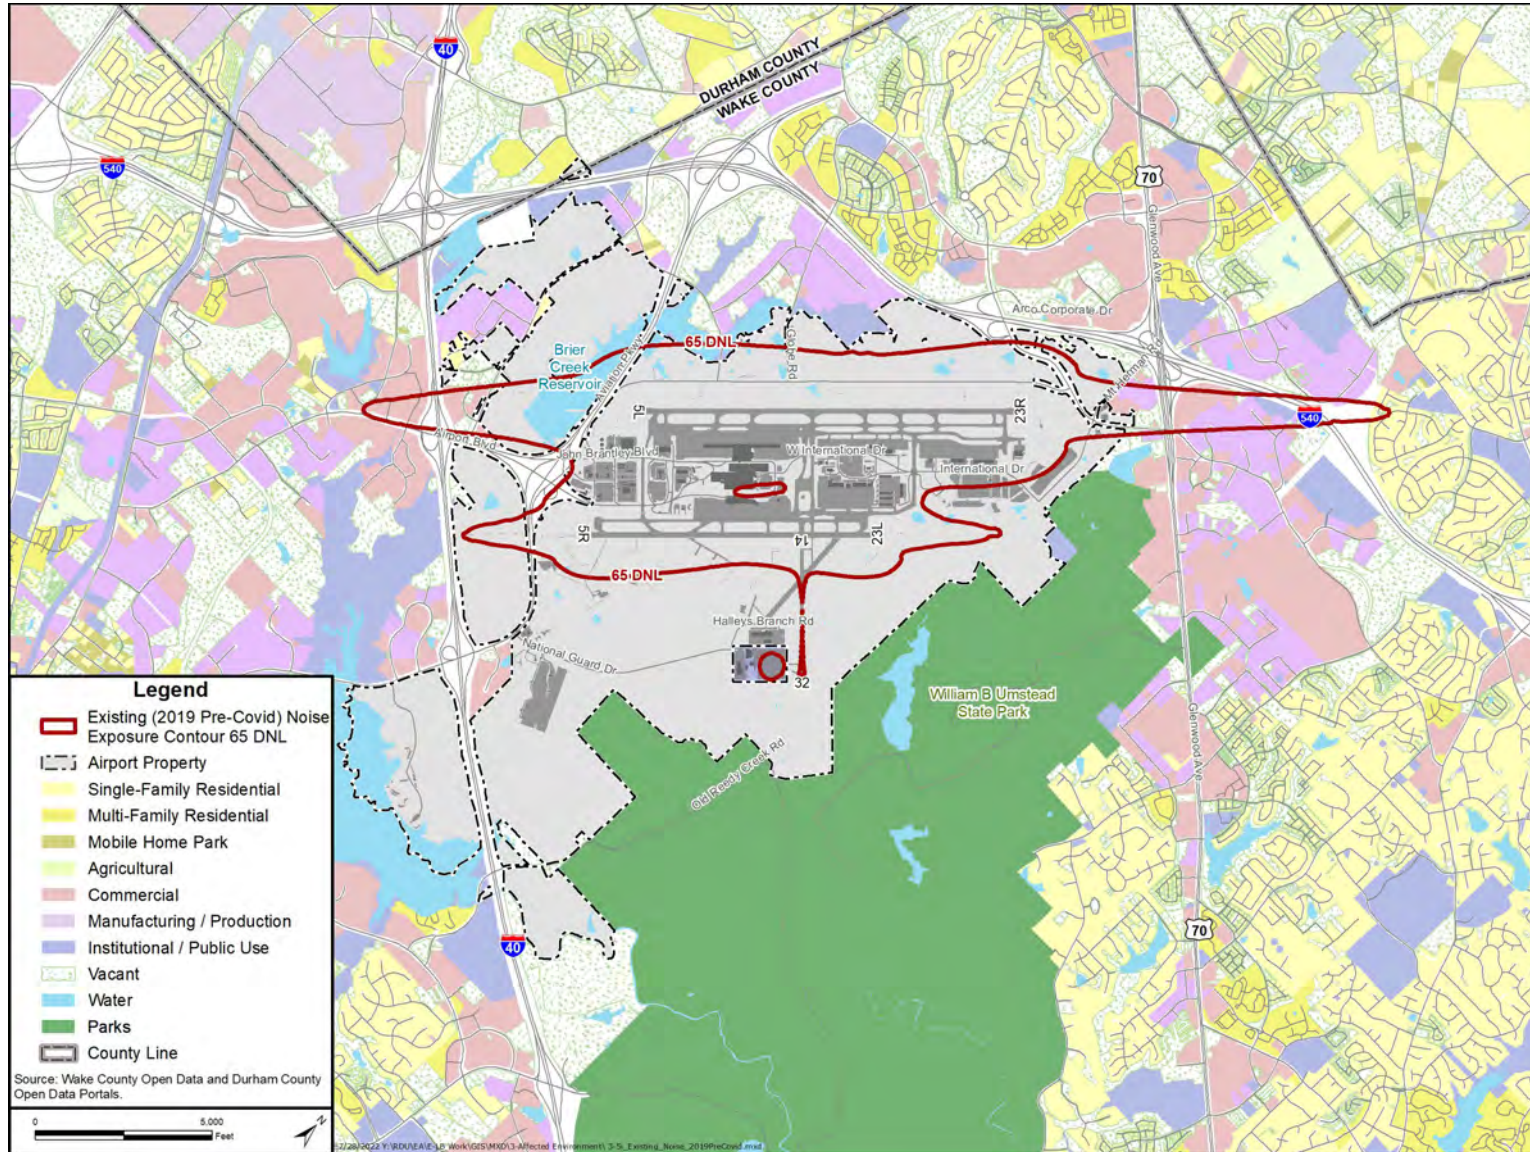 40
DURHAM COUNTY
WAKE COUNTY
540
70
Glenwood Ave
Arco Corporate Dr
65 DNL
Globe Rd
Brier
Creek
Reservoir
Aviation Pkwy
Mt Herman
540
5L
23R
Airport Blvd
John Brantley Blvd
W International Dr
International Dr
5R
14
23L
65 DNL
Halleys Branch Rd
National Guard Dr
32
William B Umstead
State Park
Old Reedy Creek Rd
Glenwood Ave
70
40
Legend
Existing (2019 Pre-Covid) Noise
Exposure Contour 65 DNL
Airport Property
Single-Family Residential
Multi-Family Residential
Mobile Home Park
Agricultural
Commercial
Manufacturing / Production
Institutional / Public Use
Vacant
Water
Parks
County Line
Source: Wake County Open Data and Durham County
Open Data Portals.
0 5,000
Feet
N